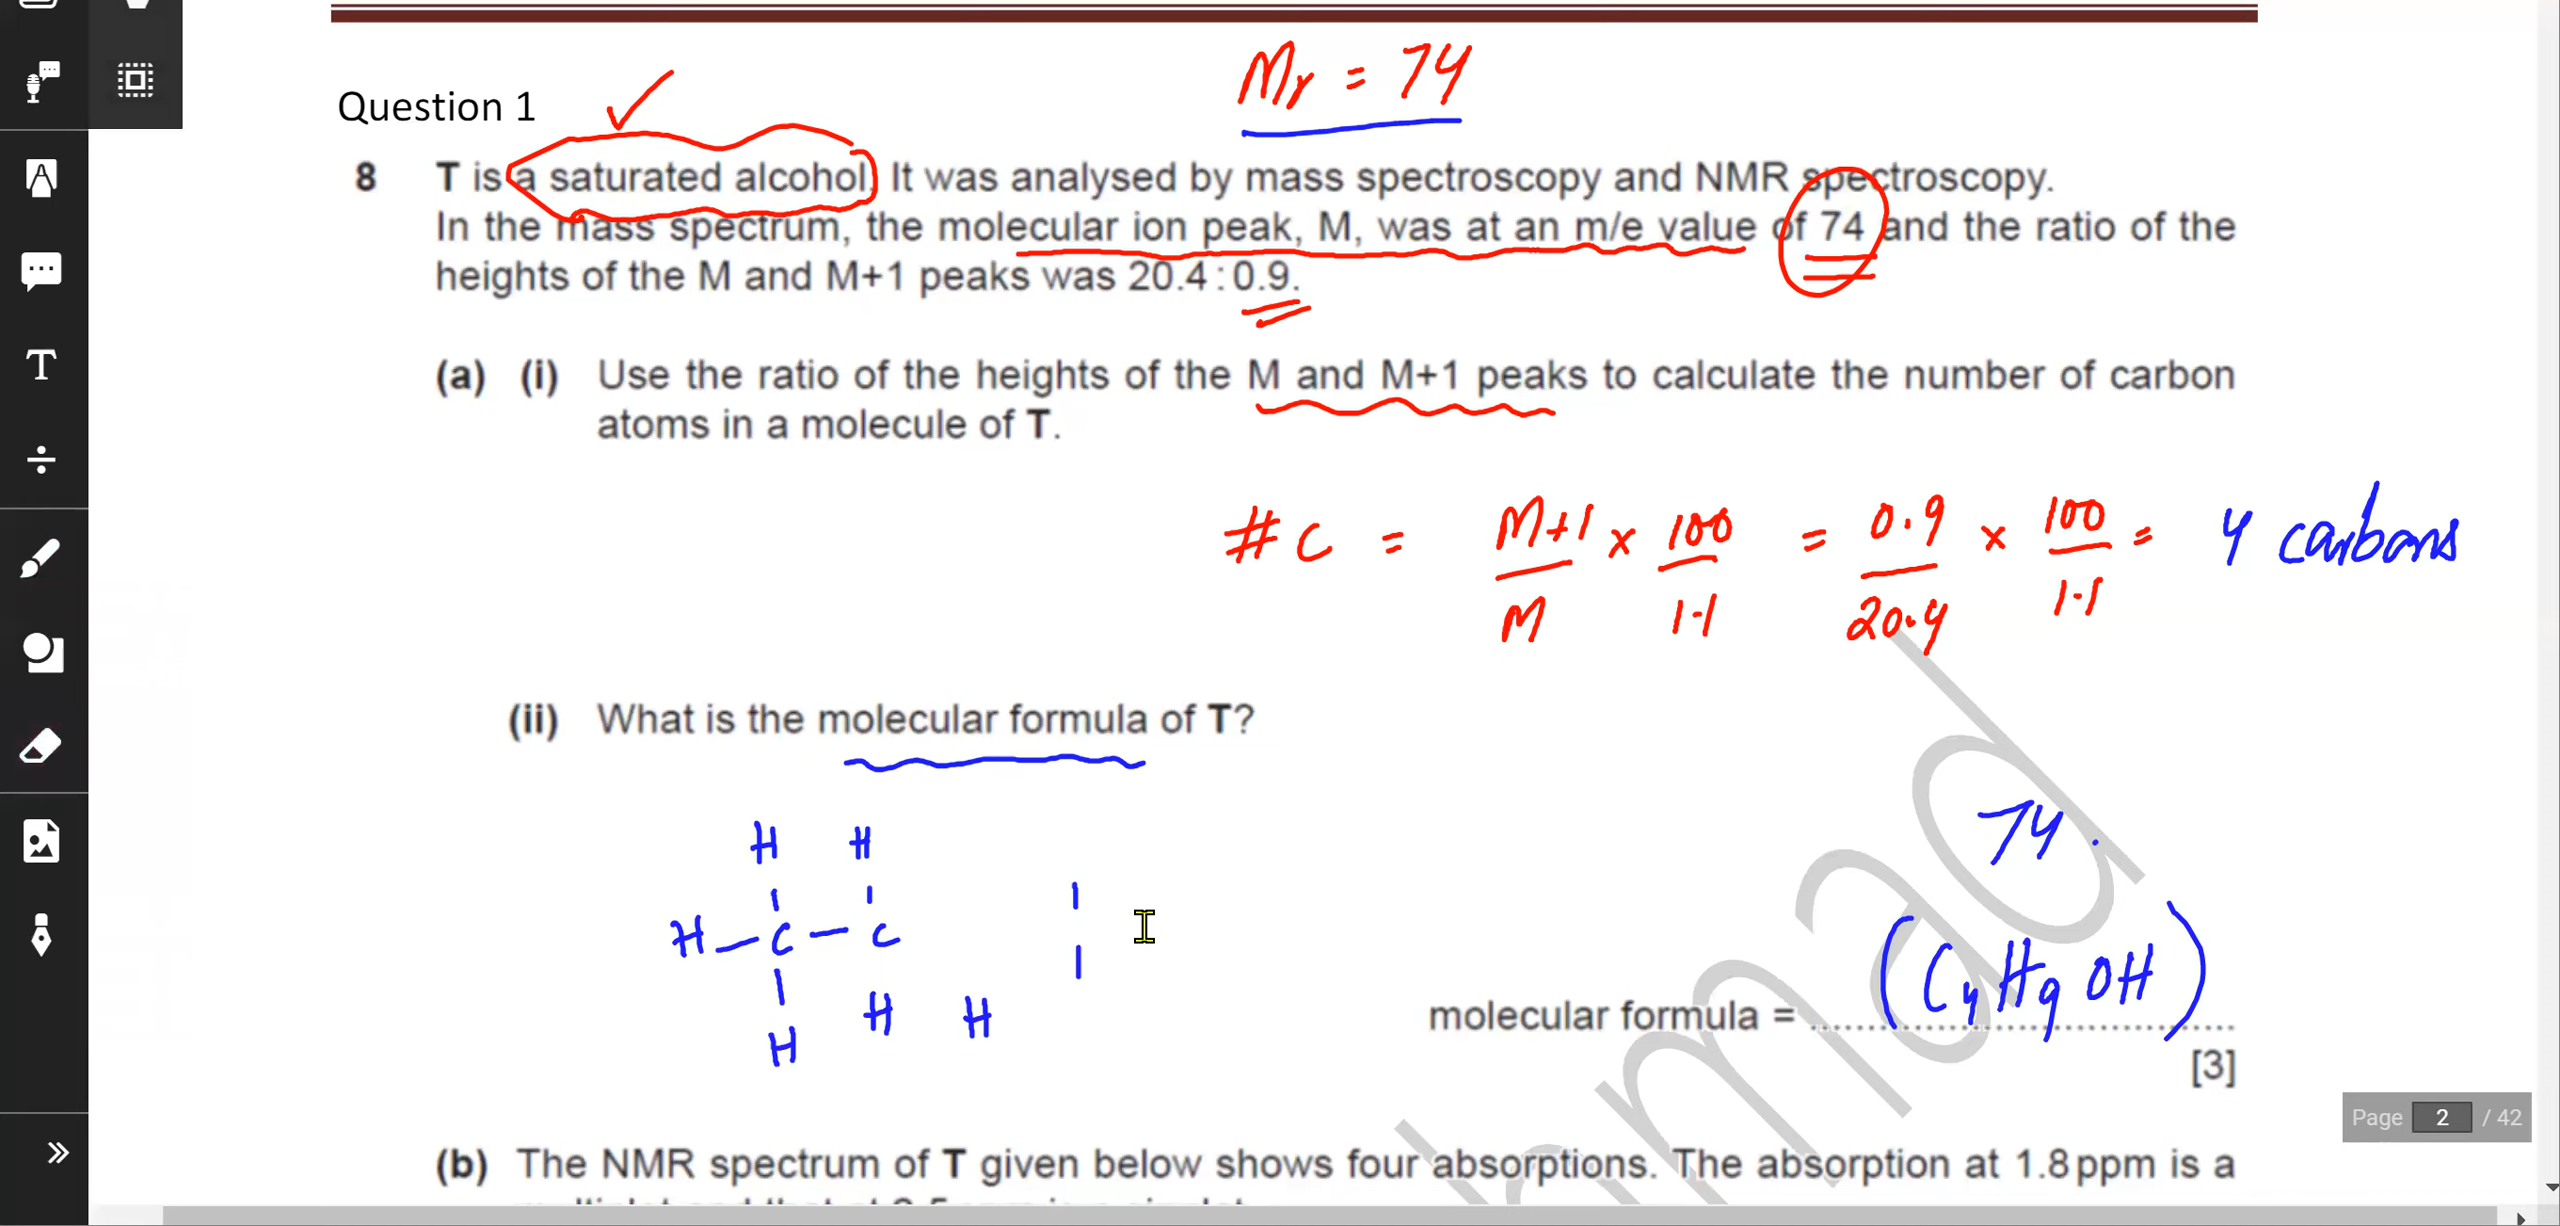 Mr = 74
Question 1
8 T is a saturated alcohol. It was analysed by mass spectroscopy and NMR spectroscopy.
In the mass spectrum, the molecular ion peak, M, was at an m/e value of 74 and the ratio of the
heights of the M and M+1 peaks was 20.4 : 0.9.
(a) (i) Use the ratio of the heights of the M and M+1 peaks to calculate the number of carbon
atoms in a molecule of T.
# C = M+1 / M × 100 / 1.1 = 0.9 / 20.4 × 100 / 1.1 = 4 carbons
(ii) What is the molecular formula of T?
H H
H – C – C
H H
H
74.
molecular formula = (C4H9OH)
[3]
(b) The NMR spectrum of T given below shows four absorptions. The absorption at 1.8 ppm is a
Page 2 / 42